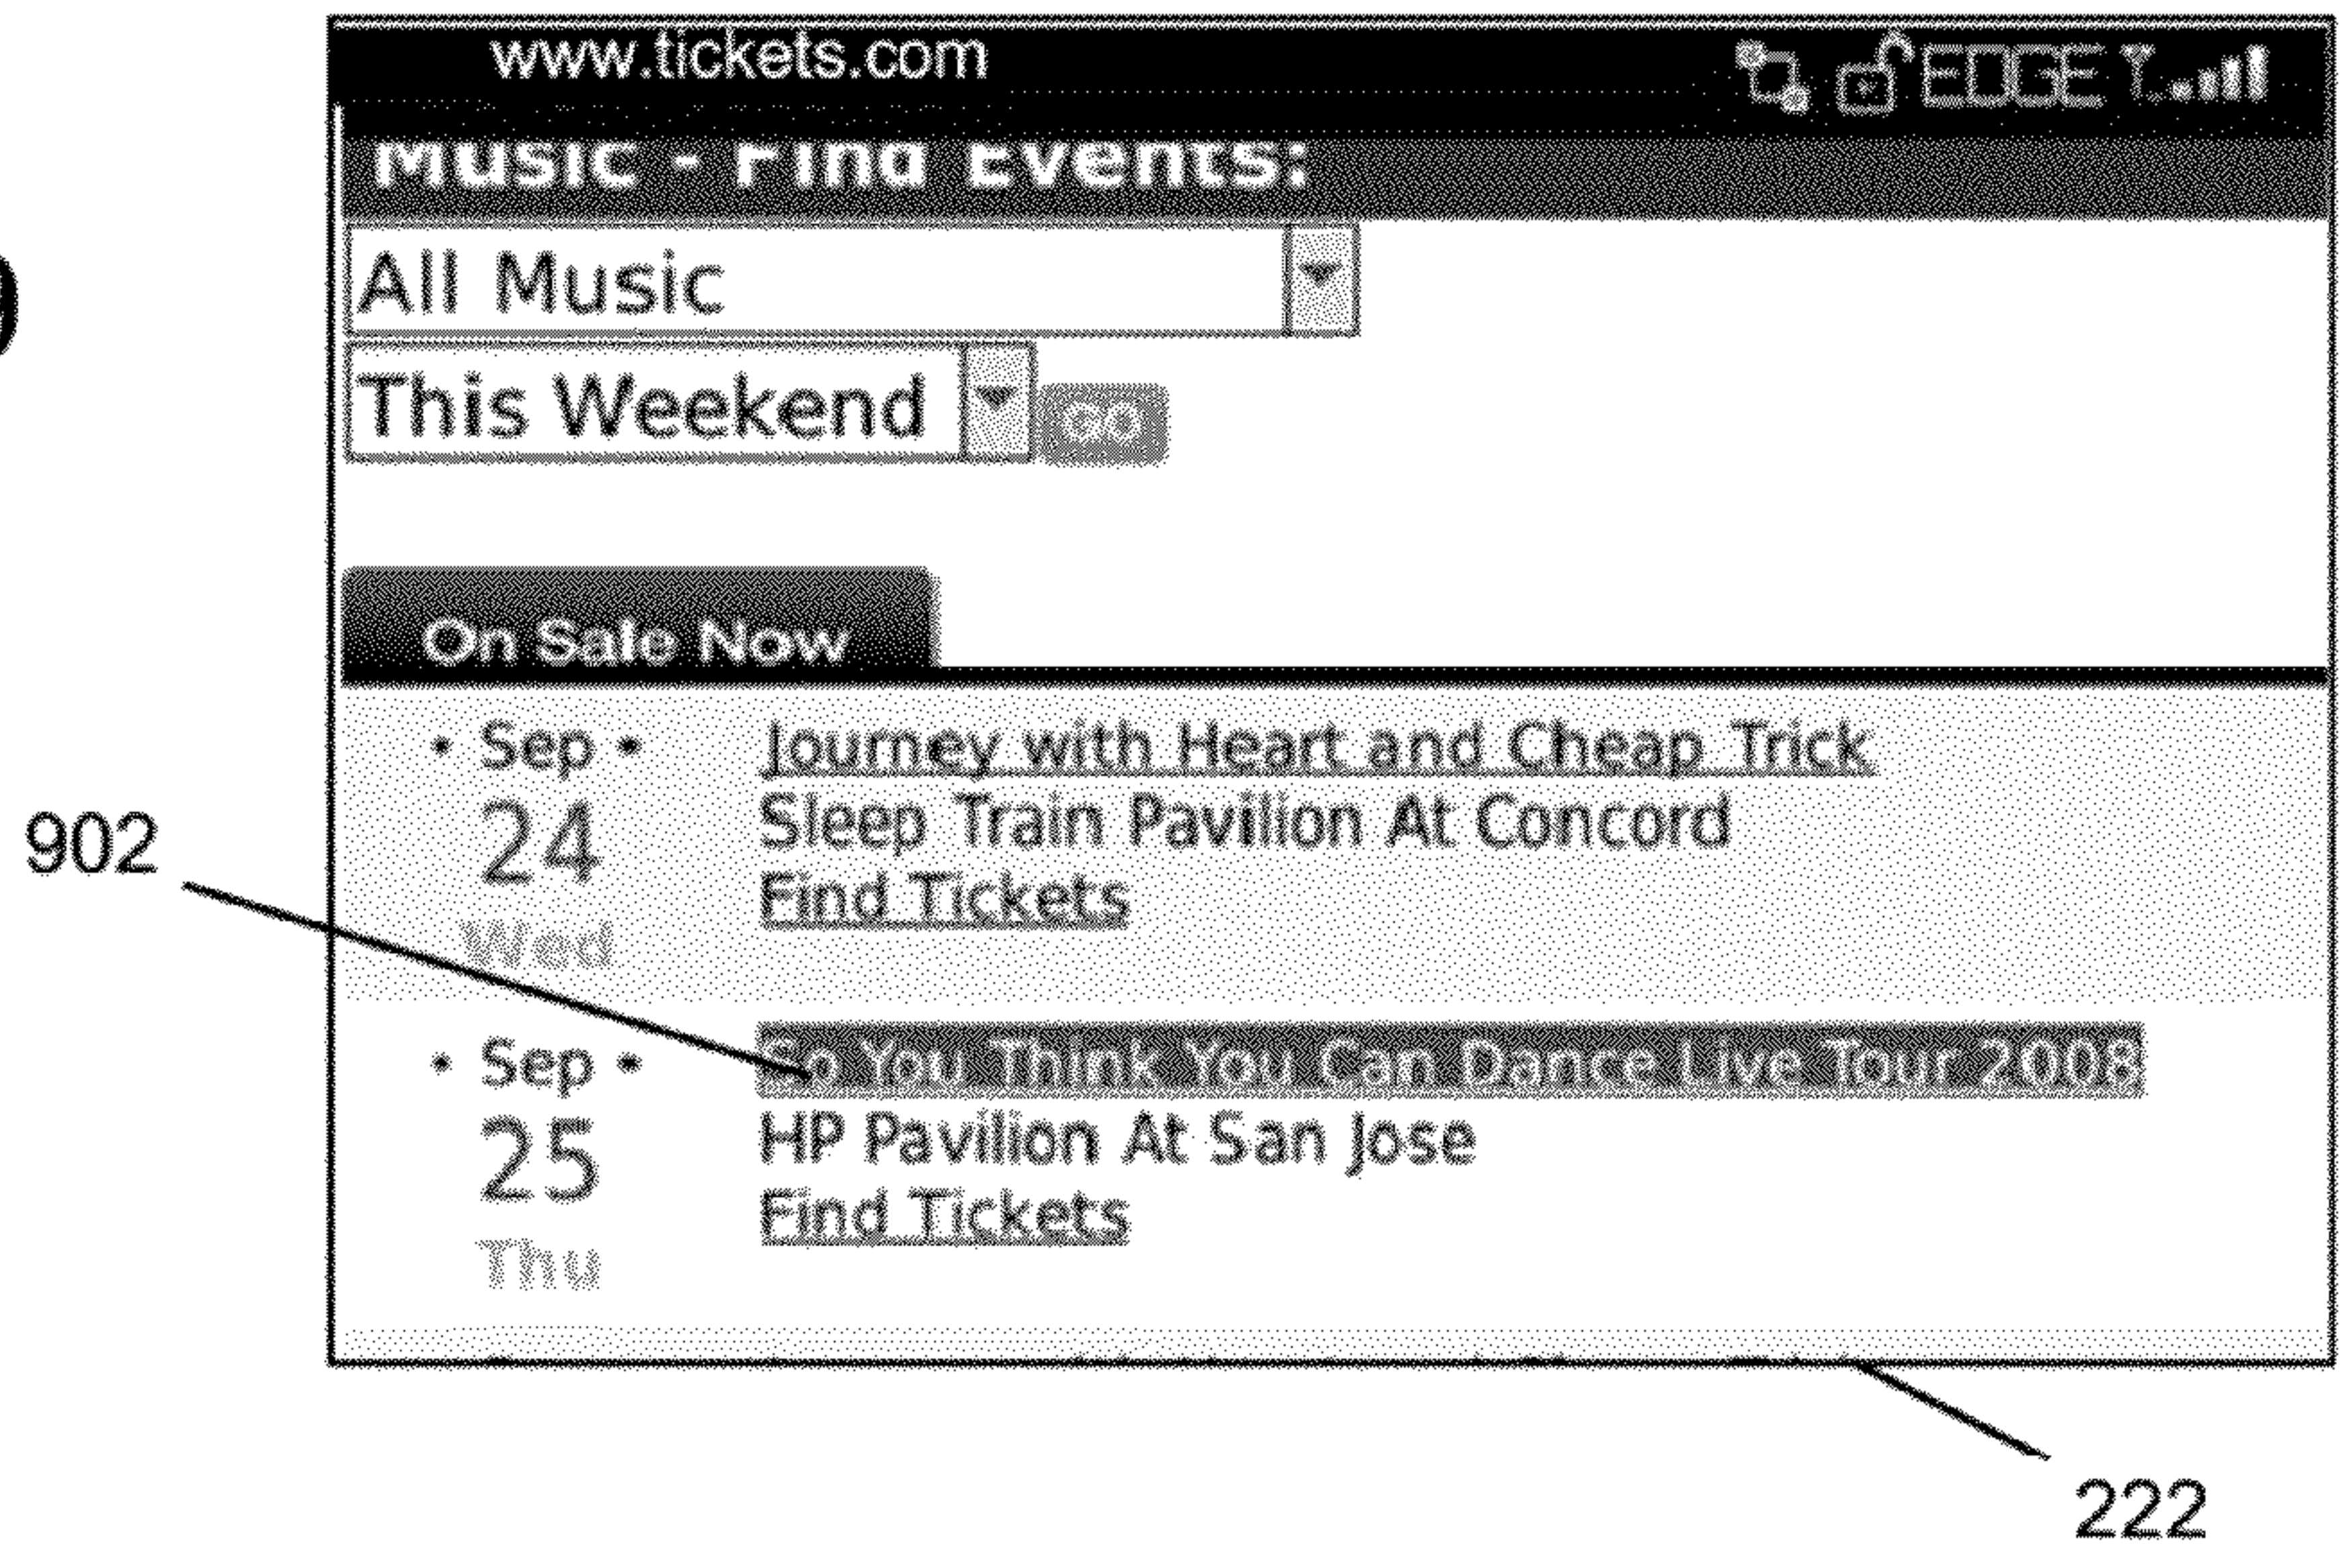 www.tickets.com EDGE
Music - Find Events:
All Music
This Weekend GO
On Sale Now
• Sep • Journey with Heart and Cheap Trick
24 Sleep Train Pavilion At Concord
Find Tickets
902
Wed
• Sep • So You Think You Can Dance Live Tour 2008
25 HP Pavilion At San Jose
Find Tickets
Thu
222